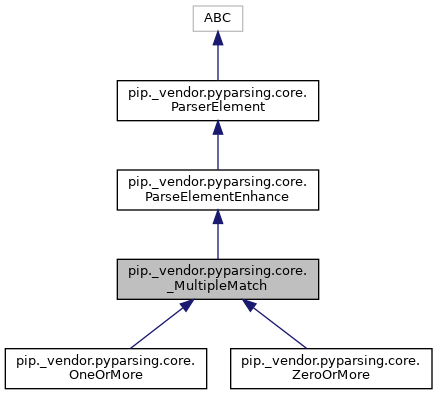 ABC
pip._vendor.pyparsing.core.
ParserElement
pip._vendor.pyparsing.core.
ParseElementEnhance
pip._vendor.pyparsing.core.
_MultipleMatch
pip._vendor.pyparsing.core.
OneOrMore
pip._vendor.pyparsing.core.
ZeroOrMore